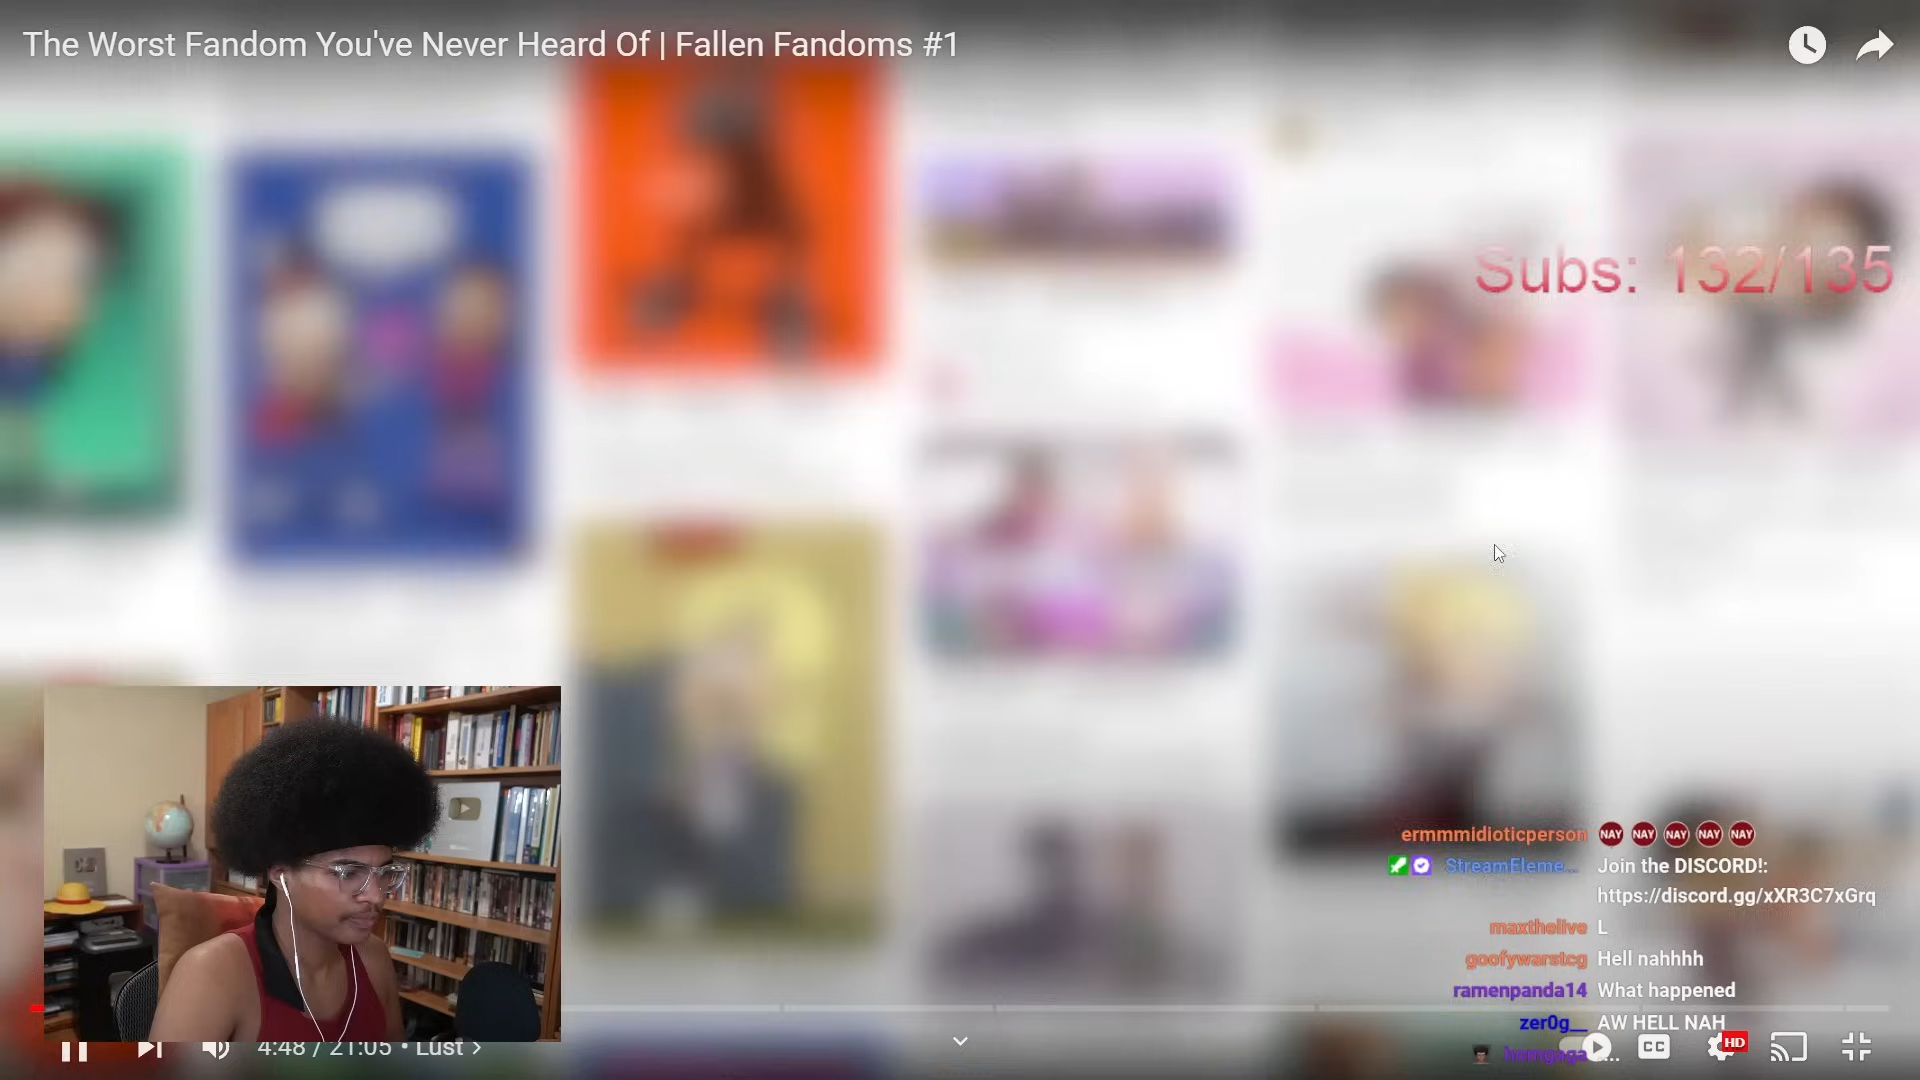 The Worst Fandom You've Never Heard Of | Fallen Fandoms #1
Subs: 132/135
ermmmidioticperson NAY NAY NAY NAY NAY
StreamEleme... Join the DISCORD!:
https://discord.gg/xXR3C7xGrq
maxthelive L
goofywarstcg Hell nahhhh
ramenpanda14 What happened
zer0g__ AW HELL NAH
4:48 / 21:05 • Lust
CC
HD